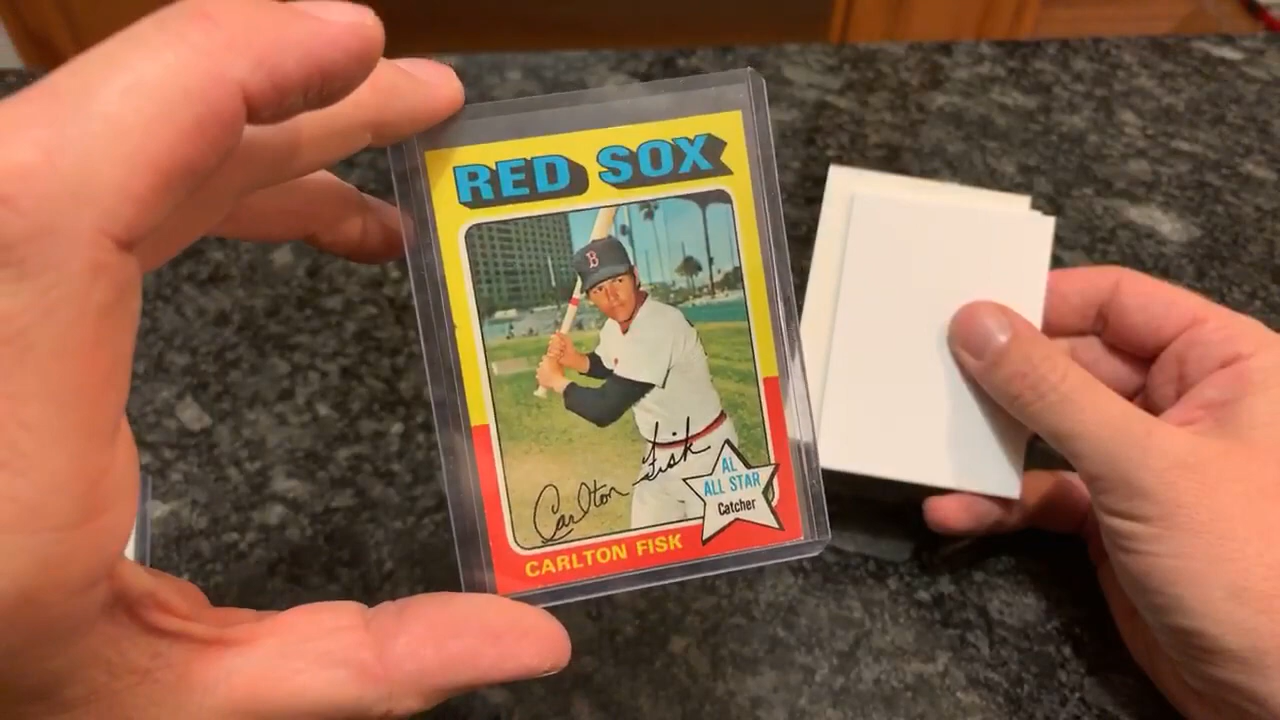 RED SOX
B
Carlton Fisk
AL
ALL STAR
Catcher
CARLTON FISK